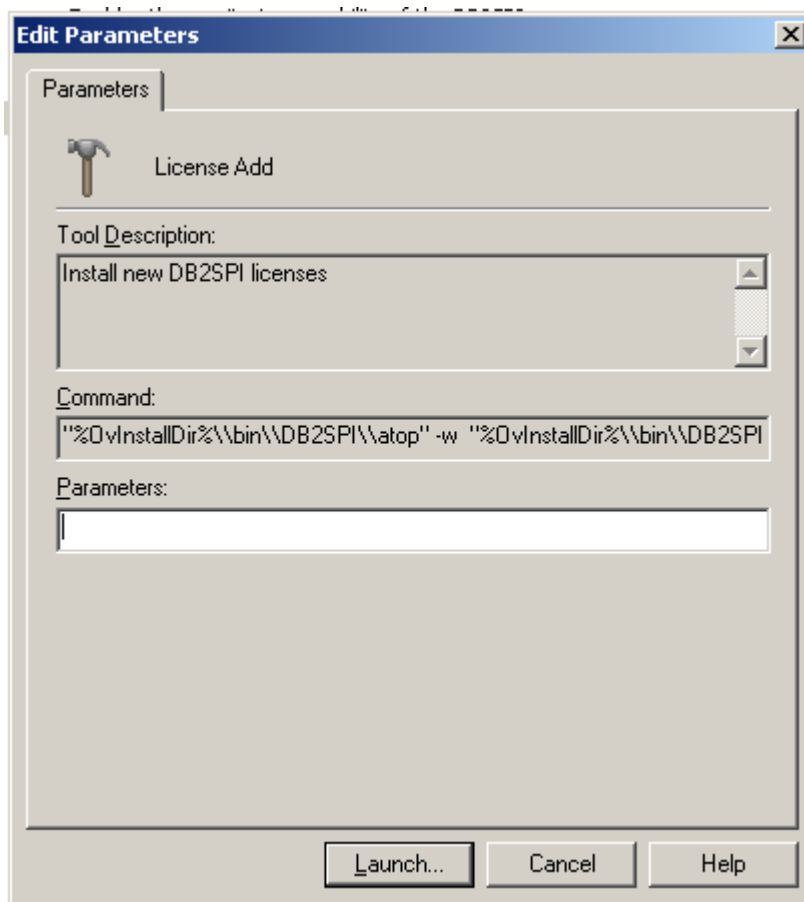 Edit Parameters
Parameters
License Add
Tool Description:
Install new DB2SPI licenses
Command:
"%OvInstallDir%\\bin\\DB2SPI\\atop" -w "%OvInstallDir%\\bin\\DB2SPI
Parameters:
Launch... Cancel Help